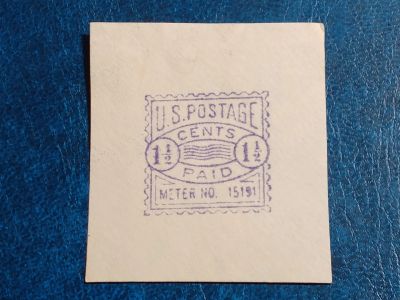 U.S. POSTAGE
CENTS
1½ 1½
PAID
METER NO. 15191